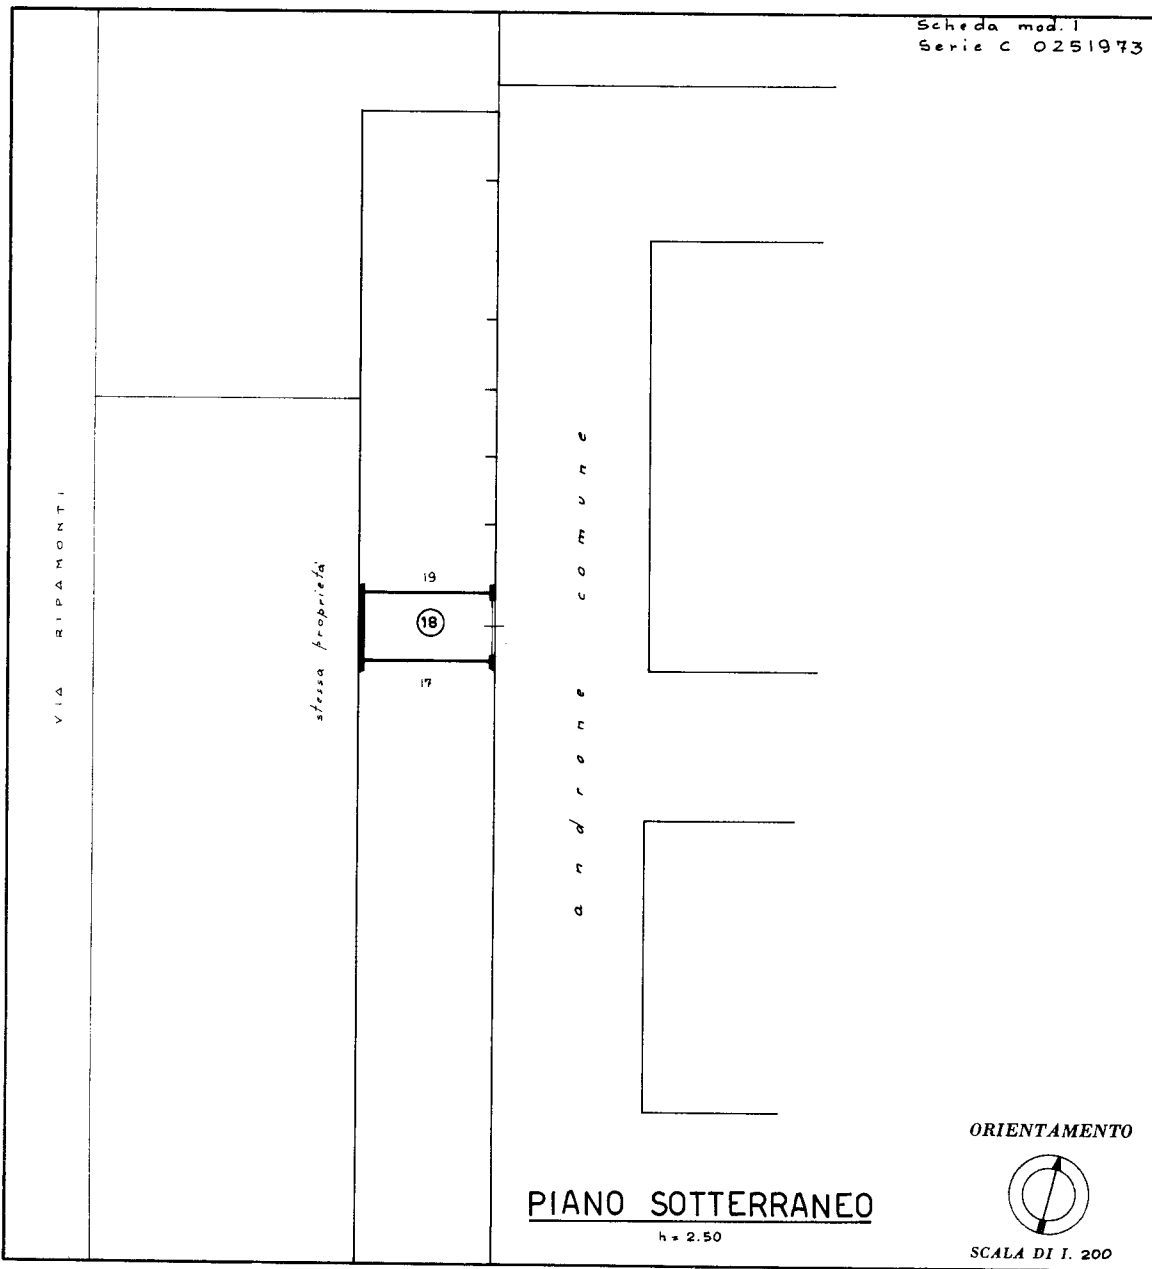 Scheda mod. 1
Serie C 0251973
VIA RIPAMONTI
stessa proprietà
19
18
17
androne comune
PIANO SOTTERRANEO
h = 2.50
ORIENTAMENTO
SCALA DI 1. 200